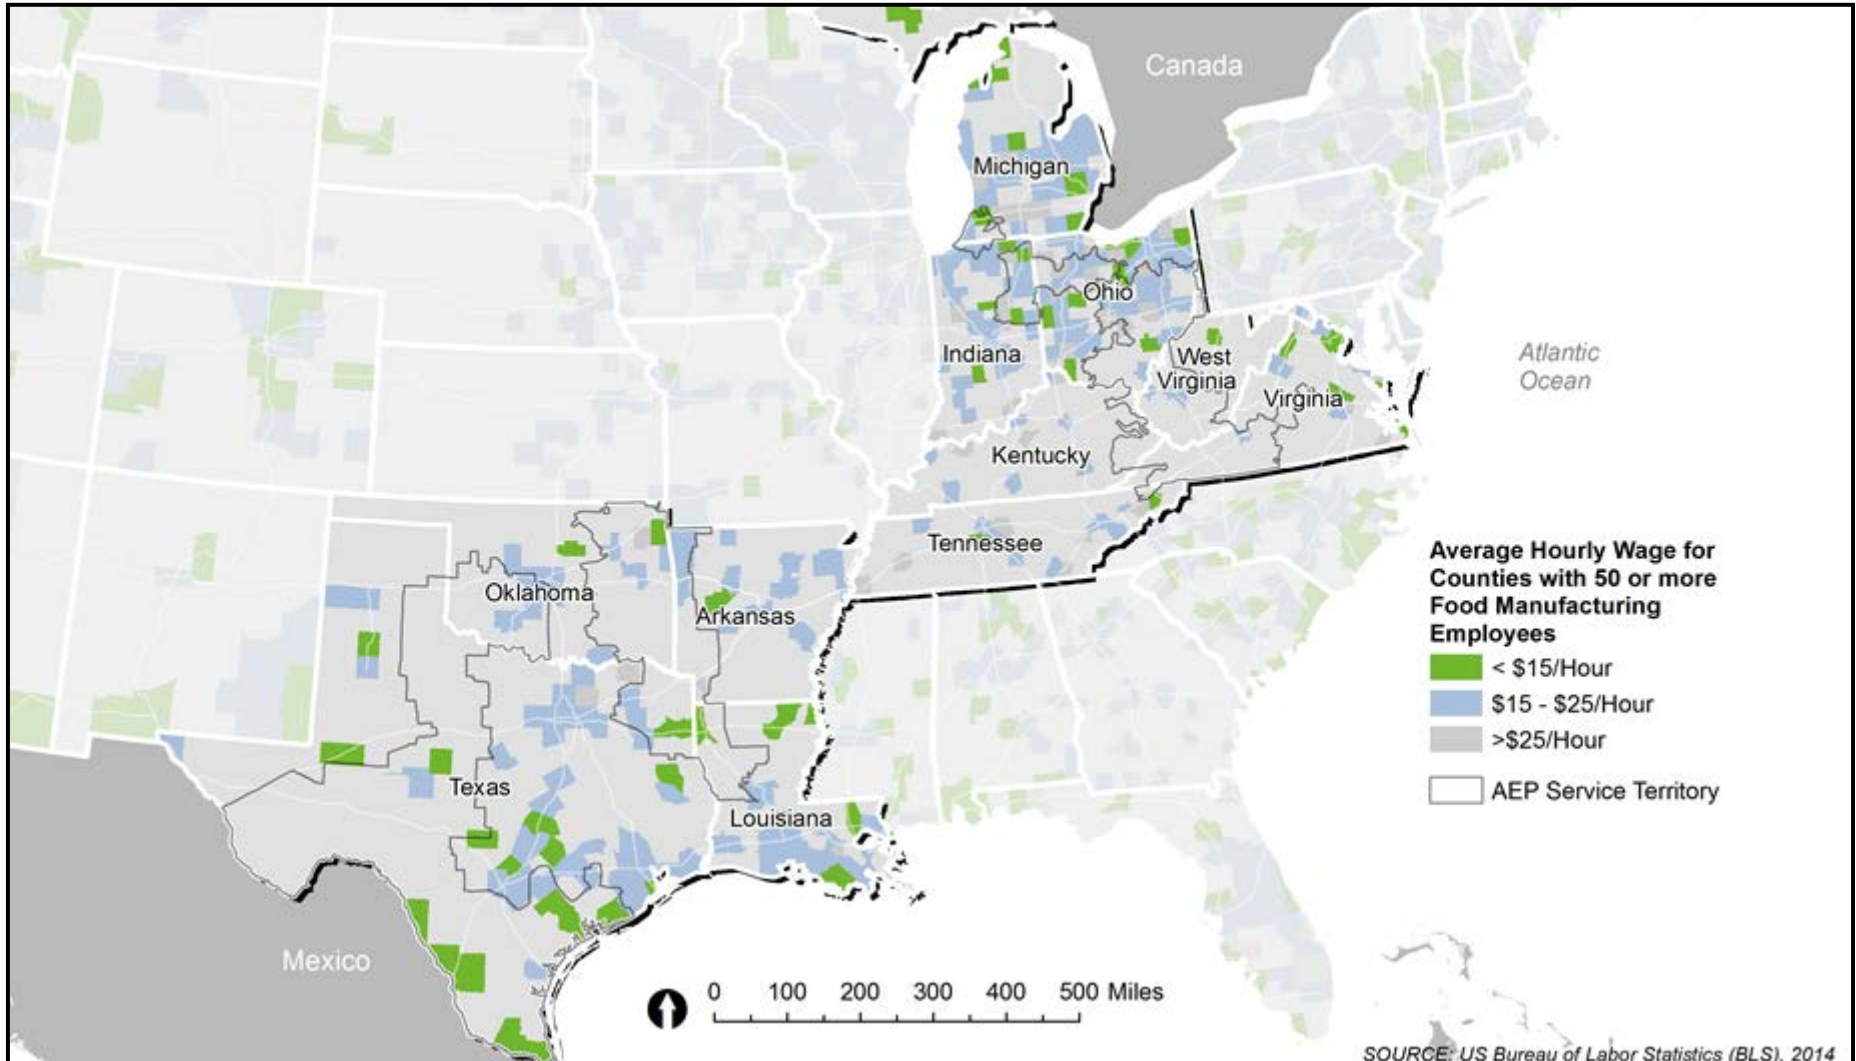 Canada
Michigan
Ohio
Indiana
West
Virginia
Virginia
Atlantic
Ocean
Kentucky
Tennessee
Oklahoma
Arkansas
Texas
Louisiana
Mexico
Average Hourly Wage for
Counties with 50 or more
Food Manufacturing
Employees
< $15/Hour
$15 - $25/Hour
>$25/Hour
AEP Service Territory
0 100 200 300 400 500 Miles
SOURCE: US Bureau of Labor Statistics (BLS), 2014